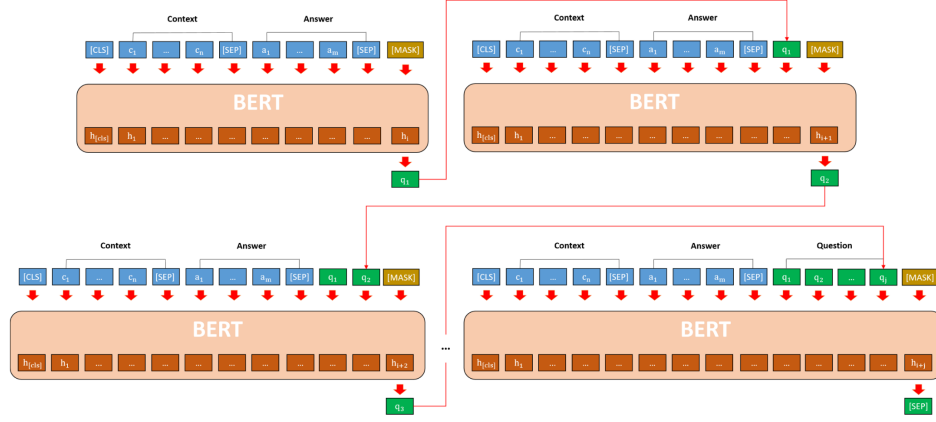 Context Answer
[CLS] c₁ ... cₙ [SEP] a₁ ... aₘ [SEP] [MASK]
BERT
h[cls] h₁ ... ... ... ... ... ... ... hᵢ
q₁
Context Answer
[CLS] c₁ ... cₙ [SEP] a₁ ... aₘ [SEP] q₁ [MASK]
BERT
h[cls] h₁ ... ... ... ... ... ... ... ... hᵢ₊₁
q₂
Context Answer
[CLS] c₁ ... cₙ [SEP] a₁ ... aₘ [SEP] q₁ q₂ [MASK]
BERT
h[cls] h₁ ... ... ... ... ... ... ... ... ... hᵢ₊₂
q₃
...
Context Answer Question
[CLS] c₁ ... cₙ [SEP] a₁ ... aₘ [SEP] q₁ q₂ ... qⱼ [MASK]
BERT
h[cls] h₁ ... ... ... ... ... ... ... ... ... ... ... hᵢ₊ⱼ
[SEP]